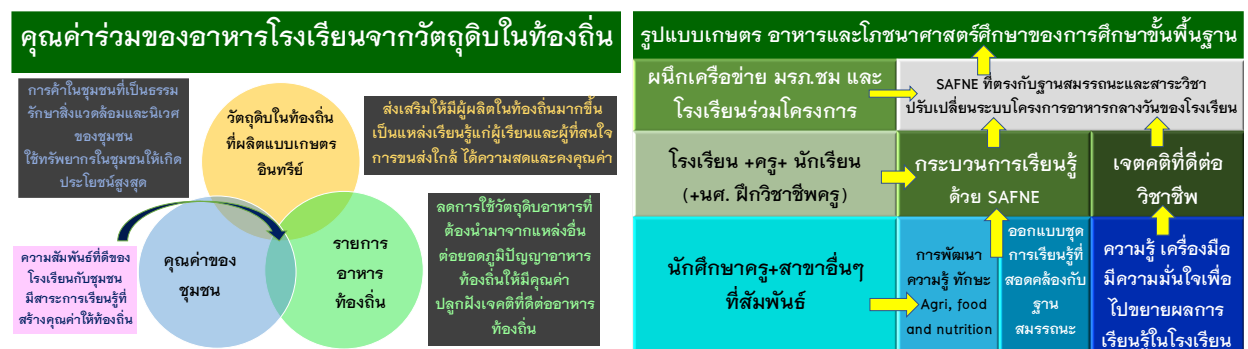 คุณค่าร่วมของอาหารโรงเรียนจากวัตถุดิบในท้องถิ่น
การค้าในชุมชนที่เป็นธรรม
รักษาสิ่งแวดล้อมและนิเวศ
ของชุมชน
ใช้ทรัพยากรในชุมชนให้เกิด
ประโยชน์สูงสุด
วัตถุดิบในท้องถิ่น
ที่ผลิตแบบเกษตร
อินทรีย์
ส่งเสริมให้มีผู้ผลิตในท้องถิ่นมากขึ้น
เป็นแหล่งเรียนรู้แก่ผู้เรียนและผู้ที่สนใจ
การขนส่งใกล้ ได้ความสดและคงคุณค่า
ความสัมพันธ์ที่ดีของ
โรงเรียนกับชุมชน
มีสาระการเรียนรู้ที่
สร้างคุณค่าให้ท้องถิ่น
คุณค่าของ
ชุมชน
รายการ
อาหาร
ท้องถิ่น
ลดการใช้วัตถุดิบอาหารที่
ต้องนำมาจากแหล่งอื่น
ต่อยอดภูมิปัญญาอาหาร
ท้องถิ่นให้มีคุณค่า
ปลูกฝังเจคติที่ดีต่ออาหาร
ท้องถิ่น
รูปแบบเกษตร อาหารและโภชนาศาสตร์ศึกษาของการศึกษาขั้นพื้นฐาน
ผนึกเครือข่าย มรภ.ชม และ
โรงเรียนร่วมโครงการ
SAFNE ที่ตรงกับฐานสมรรถนะและสาระวิชา
ปรับเปลี่ยนระบบโครงการอาหารกลางวันของโรงเรียน
โรงเรียน +ครู+ นักเรียน
(+นศ. ฝึกวิชาชีพครู)
กระบวนการเรียนรู้
ด้วย SAFNE
เจตคติที่ดีต่อ
วิชาชีพ
นักศึกษาครู+สาขาอื่นๆ
ที่สัมพันธ์
การพัฒนา
ความรู้ ทักษะ
Agri, food
and nutrition
ออกแบบชุด
การเรียนรู้ที่
สอดคล้องกับ
ฐาน
สมรรถนะ
ความรู้ เครื่องมือ
มีความมั่นใจเพื่อ
ไปขยายผลการ
เรียนรู้ในโรงเรียน